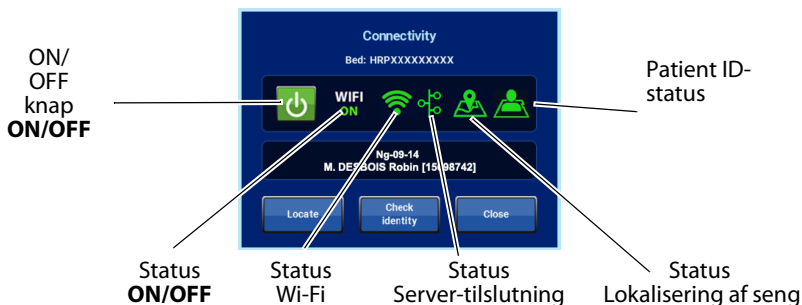 Connectivity
Bed: HRPXXXXXXXXX
ON/
OFF
knap
ON/OFF
WIFI
ON
Patient ID-
status
Ng-09-14
M. DESBOIS Robin [15098742]
Locate
Check
identity
Close
Status
ON/OFF
Status
Wi-Fi
Status
Server-tilslutning
Status
Lokalisering af seng